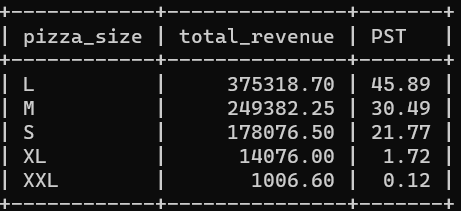 +------------+---------------+-------+
| pizza_size | total_revenue | PST   |
+------------+---------------+-------+
| L          |     375318.70 | 45.89 |
| M          |     249382.25 | 30.49 |
| S          |     178076.50 | 21.77 |
| XL         |      14076.00 |  1.72 |
| XXL        |       1006.60 |  0.12 |
+------------+---------------+-------+